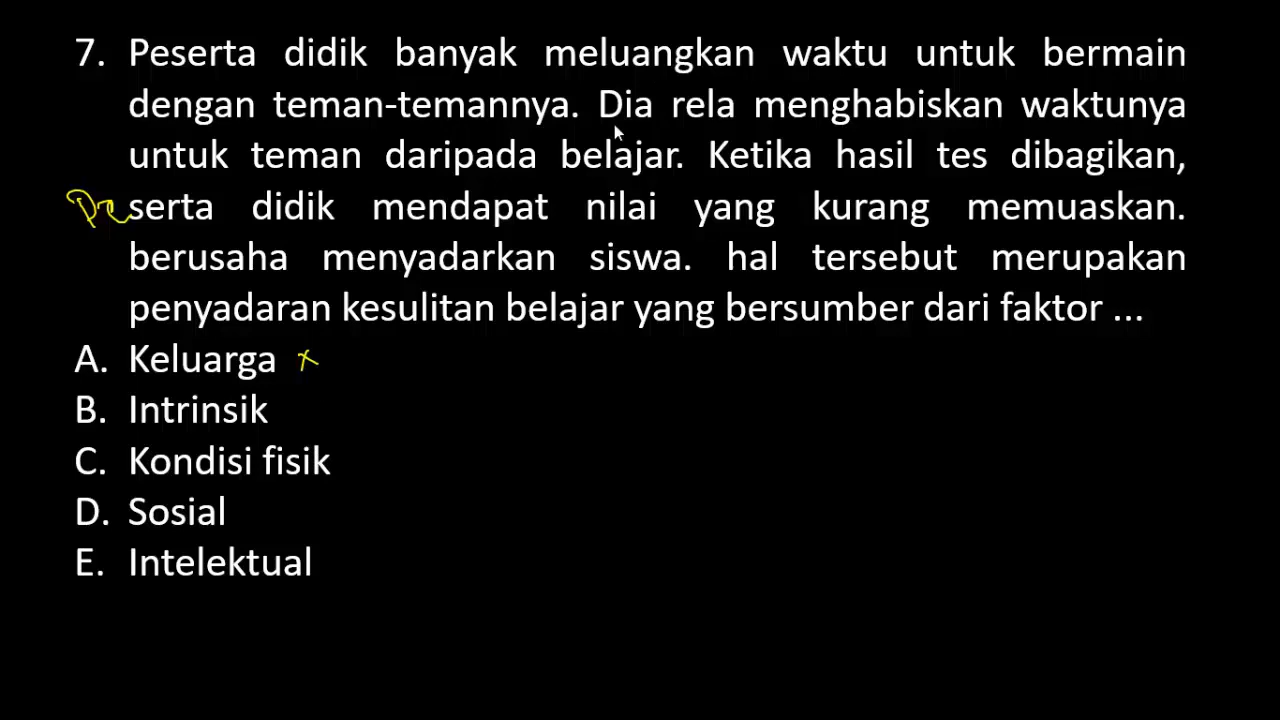 7. Peserta didik banyak meluangkan waktu untuk bermain
dengan teman-temannya. Dia rela menghabiskan waktunya
untuk teman daripada belajar. Ketika hasil tes dibagikan,
Peserta didik mendapat nilai yang kurang memuaskan.
berusaha menyadarkan siswa. hal tersebut merupakan
penyadaran kesulitan belajar yang bersumber dari faktor ...
A. Keluarga x
B. Intrinsik
C. Kondisi fisik
D. Sosial
E. Intelektual